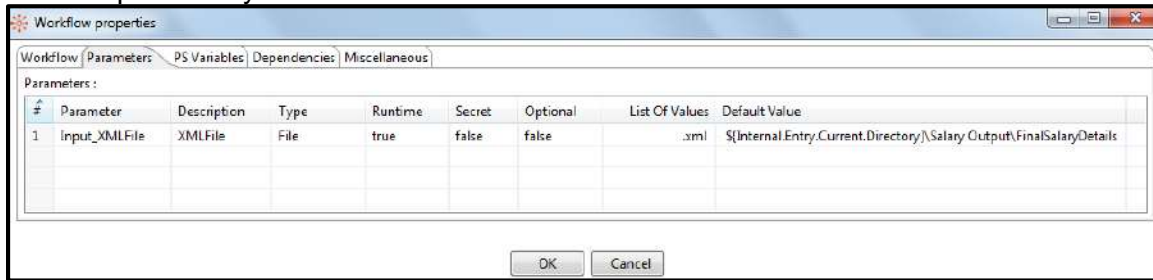 Workflow properties
Workflow Parameters PS Variables Dependencies Miscellaneous
Parameters :
# Parameter Description Type Runtime Secret Optional List Of Values Default Value
1 Input_XMLFile XMLFile File true false false .xml ${Internal.Entry.Current.Directory}\Salary Output\FinalSalaryDetails
OK Cancel